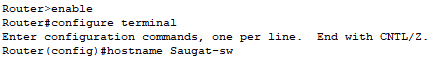 Router>enable
Router#configure terminal
Enter configuration commands, one per line.  End with CNTL/Z.
Router(config)#hostname Saugat-sw